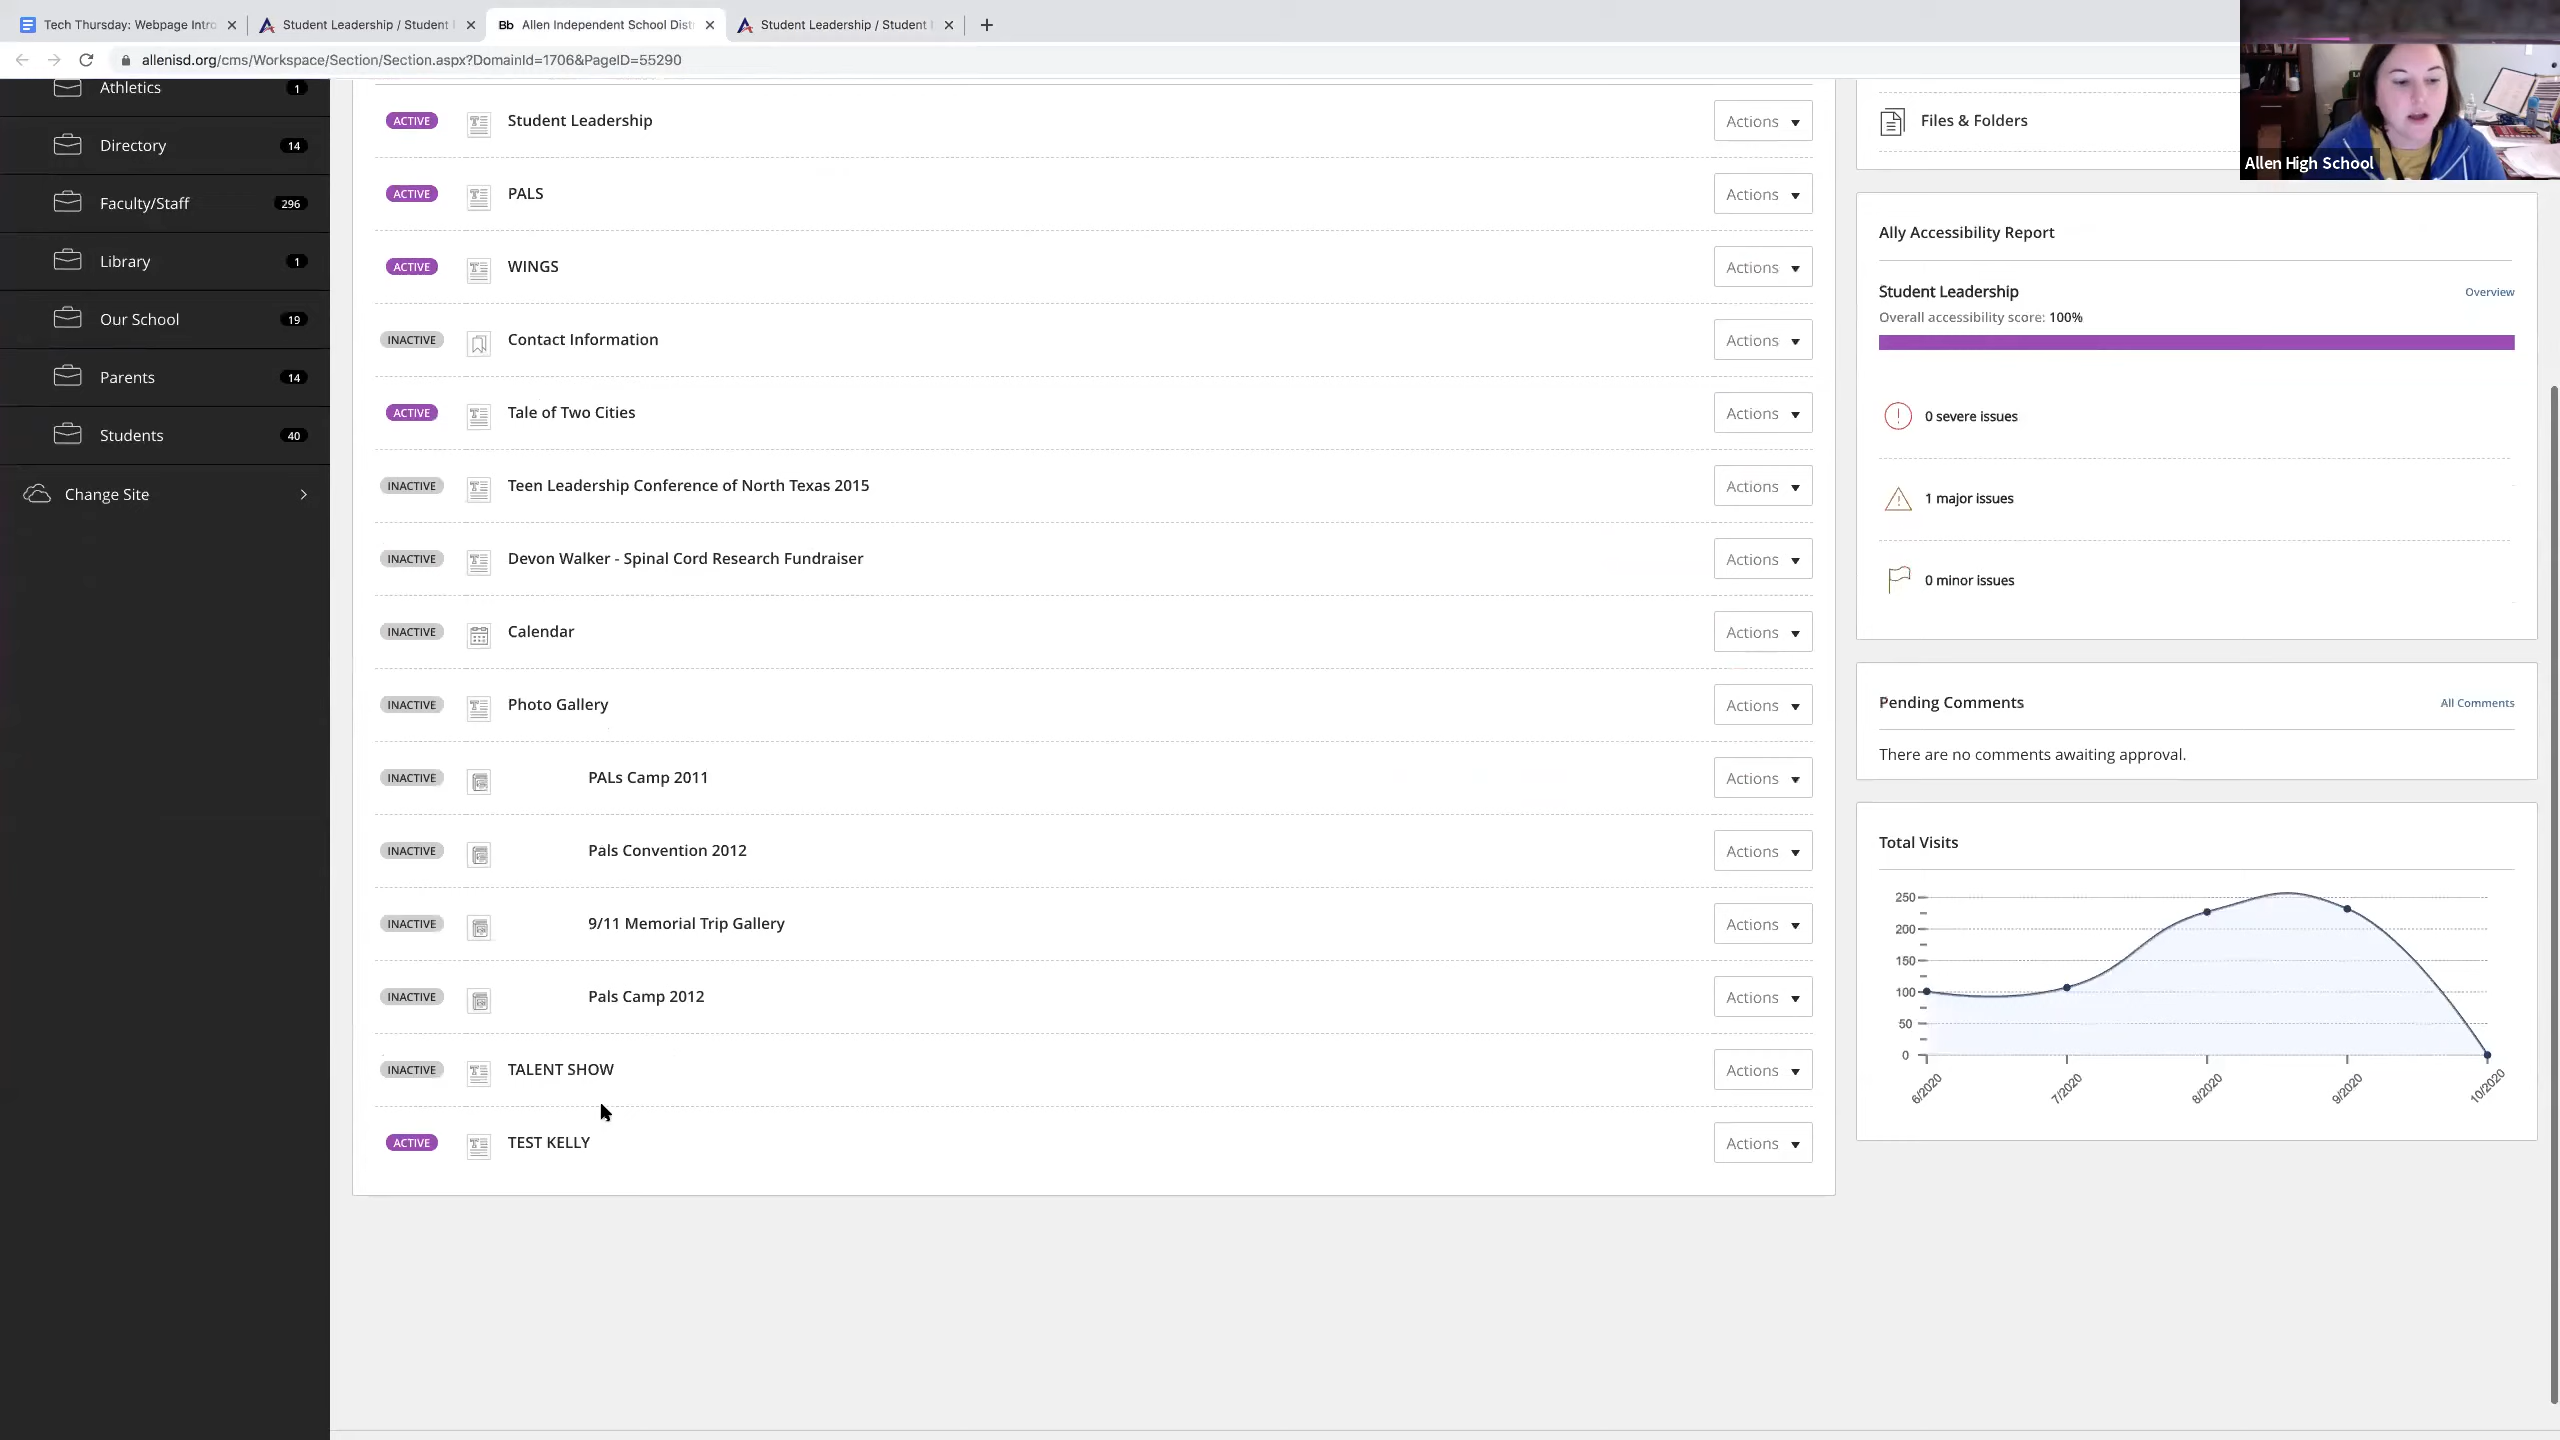 Tech Thursday: Webpage Intro
Student Leadership / Student
Bb Allen Independent School Dist
Student Leadership / Student
allenisd.org/cms/Workspace/Section/Section.aspx?DomainId=1706&PageID=55290
Athletics 1
Directory 14
Faculty/Staff 296
Library 1
Our School 19
Parents 14
Students 40
Change Site
ACTIVE Student Leadership Actions
ACTIVE PALS Actions
ACTIVE WINGS Actions
INACTIVE Contact Information Actions
ACTIVE Tale of Two Cities Actions
INACTIVE Teen Leadership Conference of North Texas 2015 Actions
INACTIVE Devon Walker - Spinal Cord Research Fundraiser Actions
INACTIVE Calendar Actions
INACTIVE Photo Gallery Actions
INACTIVE PALs Camp 2011 Actions
INACTIVE Pals Convention 2012 Actions
INACTIVE 9/11 Memorial Trip Gallery Actions
INACTIVE Pals Camp 2012 Actions
INACTIVE TALENT SHOW Actions
ACTIVE TEST KELLY Actions
Files & Folders
Allen High School
Ally Accessibility Report
Student Leadership Overview
Overall accessibility score: 100%
0 severe issues
1 major issues
0 minor issues
Pending Comments All Comments
There are no comments awaiting approval.
Total Visits
250
200
150
100
50
0
6/2020 7/2020 8/2020 9/2020 10/2020